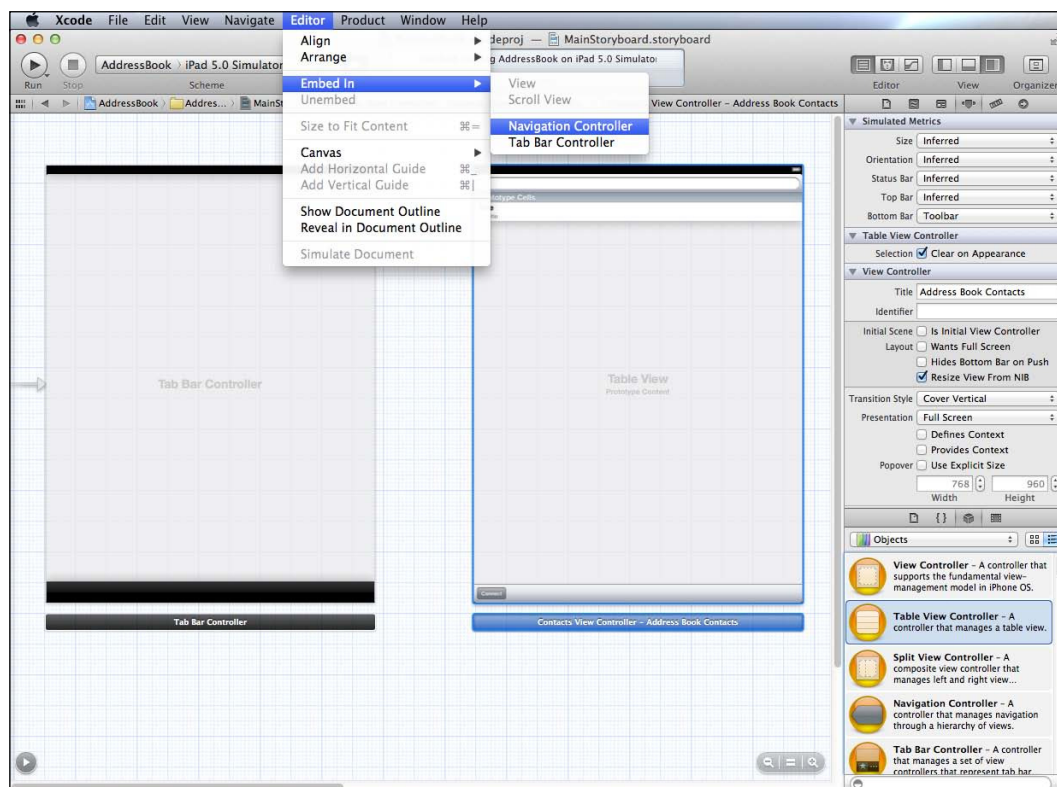 Xcode File Edit View Navigate Editor Product Window Help
deproj — MainStoryboard.storyboard
Run Stop
AddressBook › iPad 5.0 Simulator
Scheme
g AddressBook on iPad 5.0 Simulator
Editor View Organizer
AddressBook Addres... MainSt
View Controller – Address Book Contacts
Align
Arrange
Embed In
Unembed
Size to Fit Content ⌘=
Canvas
Add Horizontal Guide ⌘_
Add Vertical Guide ⌘|
Show Document Outline
Reveal in Document Outline
Simulate Document
View
Scroll View
Navigation Controller
Tab Bar Controller
Tab Bar Controller
Tab Bar Controller
totype Cells
Table View
Prototype Content
Connect
Contacts View Controller – Address Book Contacts
Simulated Metrics
Size Inferred
Orientation Inferred
Status Bar Inferred
Top Bar Inferred
Bottom Bar Toolbar
Table View Controller
Selection Clear on Appearance
View Controller
Title Address Book Contacts
Identifier
Initial Scene Is Initial View Controller
Layout Wants Full Screen
Hides Bottom Bar on Push
Resize View From NIB
Transition Style Cover Vertical
Presentation Full Screen
Defines Context
Provides Context
Popover Use Explicit Size
768 960
Width Height
{}
Objects
View Controller – A controller that
supports the fundamental view-
management model in iPhone OS.
Table View Controller – A
controller that manages a table view.
Split View Controller – A
composite view controller that
manages left and right view...
Navigation Controller – A
controller that manages navigation
through a hierarchy of views.
Tab Bar Controller – A controller
that manages a set of view
controllers that represent tab bar